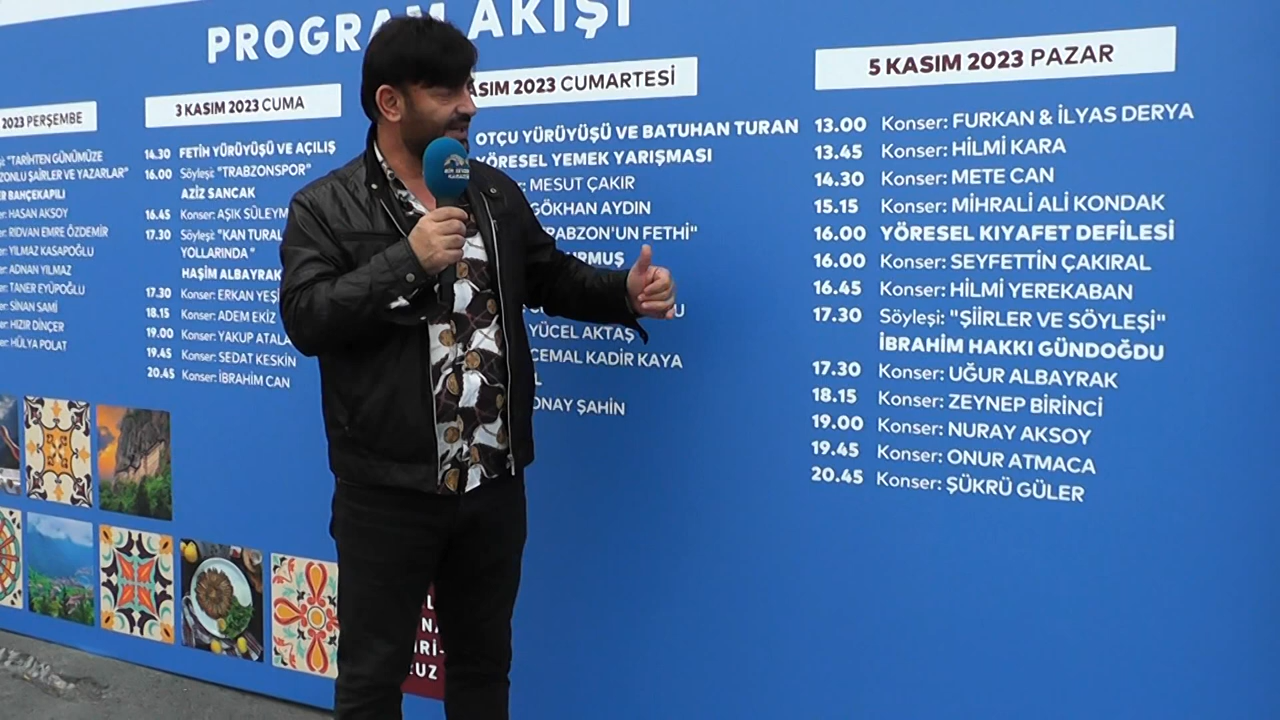 PROGRAM AKIŞI
2023 PERŞEMBE
"TARİHTEN GÜNÜMÜZE
ŞAİRLER VE YAZARLAR"
BAHÇEKAPILI
HASAN AKSOY
RIDVAN EMRE ÖZDEMİR
YILMAZ KASAPOĞLU
ADNAN YILMAZ
TANER EYÜPOĞLU
SİNAN SAMİ
HIZIR DİNÇER
HÜLYA POLAT
3 KASIM 2023 CUMA
14.30 FETİH YÜRÜYÜŞÜ VE AÇILIŞ
16.00 Söyleşi: "TRABZONSPOR"
AZİZ SANCAK
16.45 Konser: AŞIK SÜLEYM
17.30 Söyleşi: "KAN TURAL
YOLLARINDA"
HAŞİM ALBAYRAK
17.30 Konser: ERKAN YEŞİ
18.15 Konser: ADEM EKİZ
19.00 Konser: YAKUP ATALA
19.45 Konser: SEDAT KESKİN
20.45 Konser: İBRAHİM CAN
ASIM 2023 CUMARTESİ
OTÇU YÜRÜYÜŞÜ VE BATUHAN TURAN
YÖRESEL YEMEK YARIŞMASI
MESUT ÇAKIR
GÖKHAN AYDIN
RABZON'UN FETHİ"
URMUŞ
YÜCEL AKTAŞ
CEMAL KADİR KAYA
ONAY ŞAHİN
5 KASIM 2023 PAZAR
13.00 Konser: FURKAN & İLYAS DERYA
13.45 Konser: HİLMİ KARA
14.30 Konser: METE CAN
15.15 Konser: MİHRALİ ALİ KONDAK
16.00 YÖRESEL KIYAFET DEFİLESİ
16.00 Konser: SEYFETTİN ÇAKIRAL
16.45 Konser: HİLMİ YEREKABAN
17.30 Söyleşi: "ŞİİRLER VE SÖYLEŞİ"
İBRAHİM HAKKI GÜNDOĞDU
17.30 Konser: UĞUR ALBAYRAK
18.15 Konser: ZEYNEP BİRİNCİ
19.00 Konser: NURAY AKSOY
19.45 Konser: ONUR ATMACA
20.45 Konser: ŞÜKRÜ GÜLER